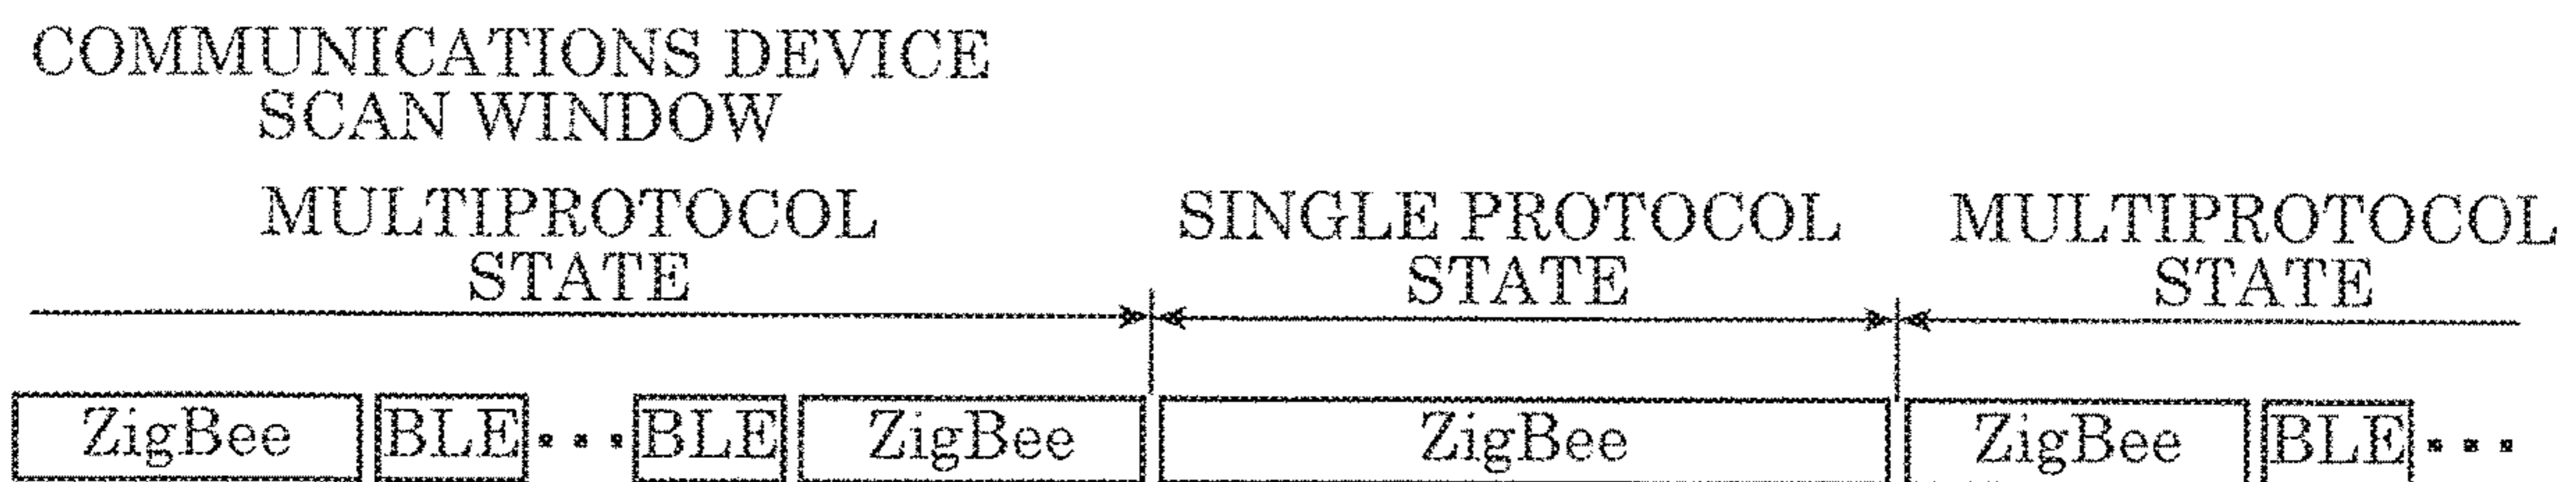 COMMUNICATIONS DEVICE
SCAN WINDOW
MULTIPROTOCOL
STATE
SINGLE PROTOCOL
STATE
MULTIPROTOCOL
STATE
ZigBee BLE ... BLE ZigBee ZigBee ZigBee BLE ...